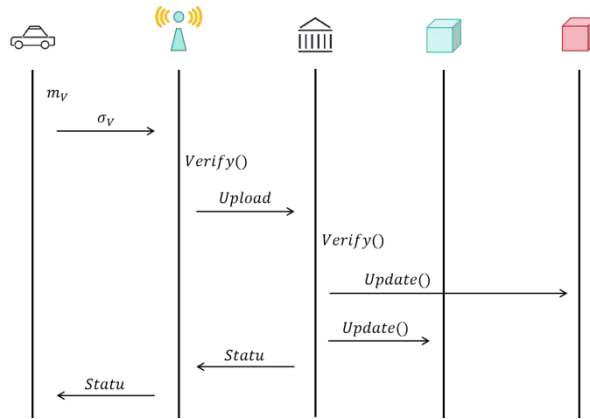 m_V
σ_V
Verify()
Upload
Verify()
Update()
Update()
Statu
Statu